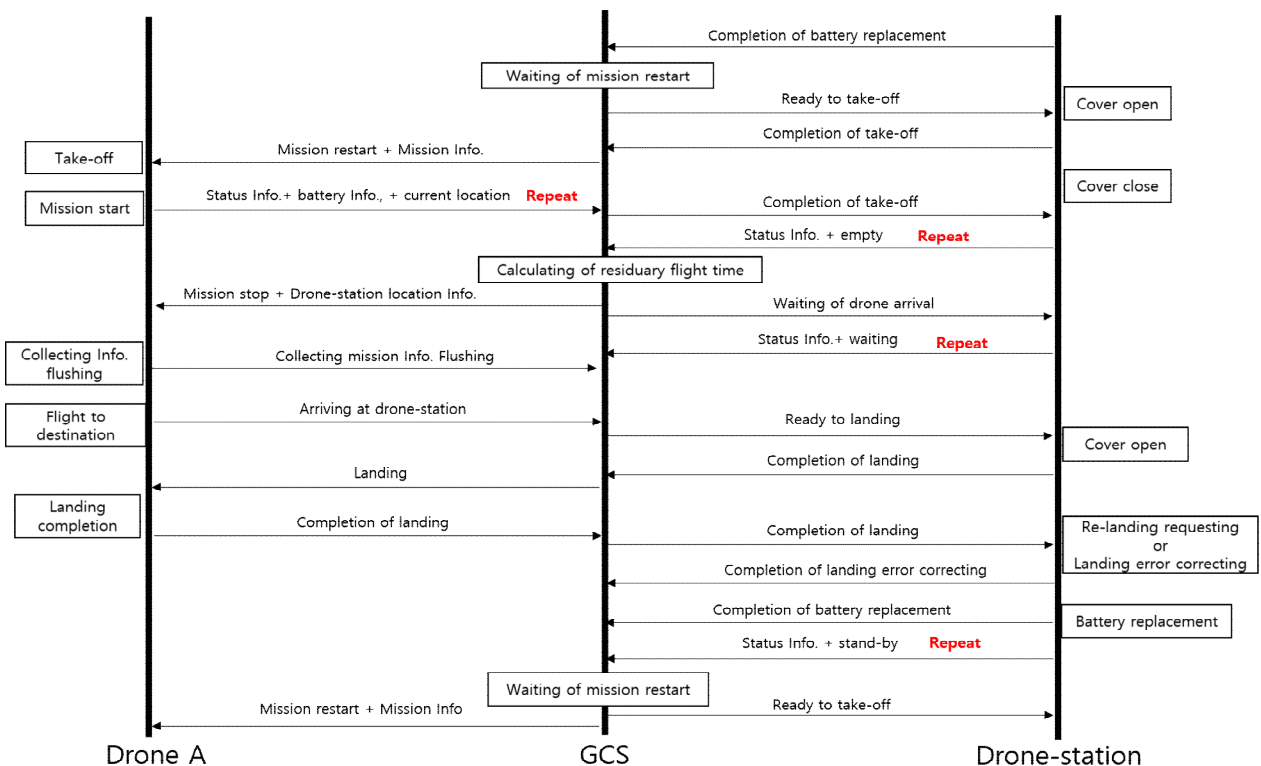 Completion of battery replacement
Waiting of mission restart
Ready to take-off
Cover open
Completion of take-off
Mission restart + Mission Info.
Take-off
Cover close
Status Info.+ battery Info., + current location Repeat
Mission start
Completion of take-off
Status Info. + empty Repeat
Calculating of residuary flight time
Mission stop + Drone-station location Info.
Waiting of drone arrival
Status Info.+ waiting Repeat
Collecting Info.
flushing
Collecting mission Info. Flushing
Arriving at drone-station
Flight to
destination
Ready to landing
Cover open
Completion of landing
Landing
Landing
completion
Completion of landing
Completion of landing
Re-landing requesting
or
Landing error correcting
Completion of landing error correcting
Completion of battery replacement
Battery replacement
Status Info. + stand-by Repeat
Waiting of mission restart
Mission restart + Mission Info
Ready to take-off
Drone A
GCS
Drone-station